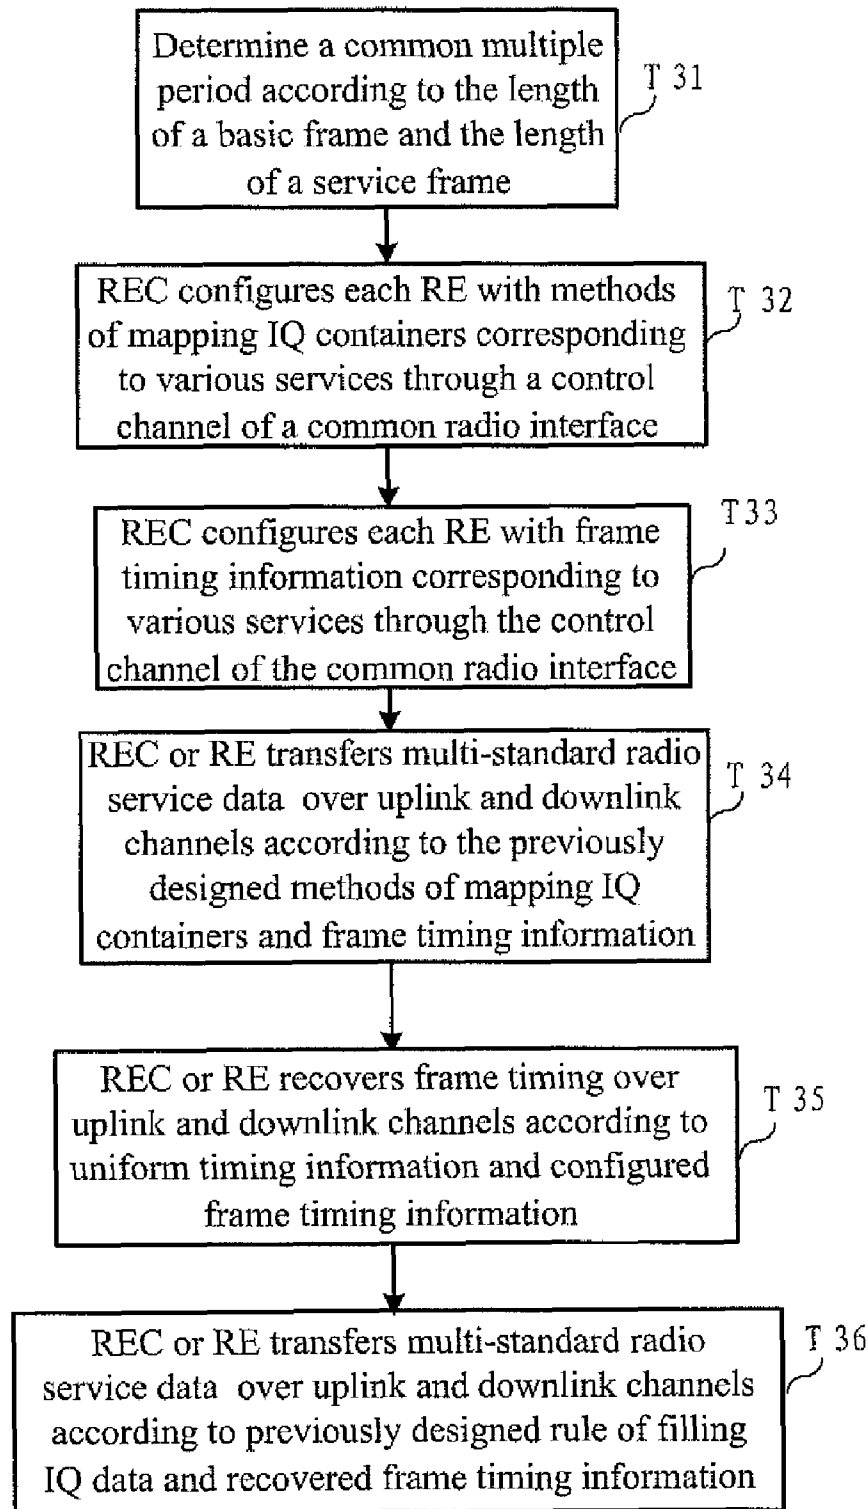 Determine a common multiple
period according to the length
of a basic frame and the length
of a service frame
T 31
REC configures each RE with methods
of mapping IQ containers corresponding
to various services through a control
channel of a common radio interface
T 32
REC configures each RE with frame
timing information corresponding to
various services through the control
channel of the common radio interface
T33
REC or RE transfers multi-standard radio
service data over uplink and downlink
channels according to the previously
designed methods of mapping IQ
containers and frame timing information
T 34
REC or RE recovers frame timing over
uplink and downlink channels according to
uniform timing information and configured
frame timing information
T 35
REC or RE transfers multi-standard radio
service data over uplink and downlink channels
according to previously designed rule of filling
IQ data and recovered frame timing information
T 36